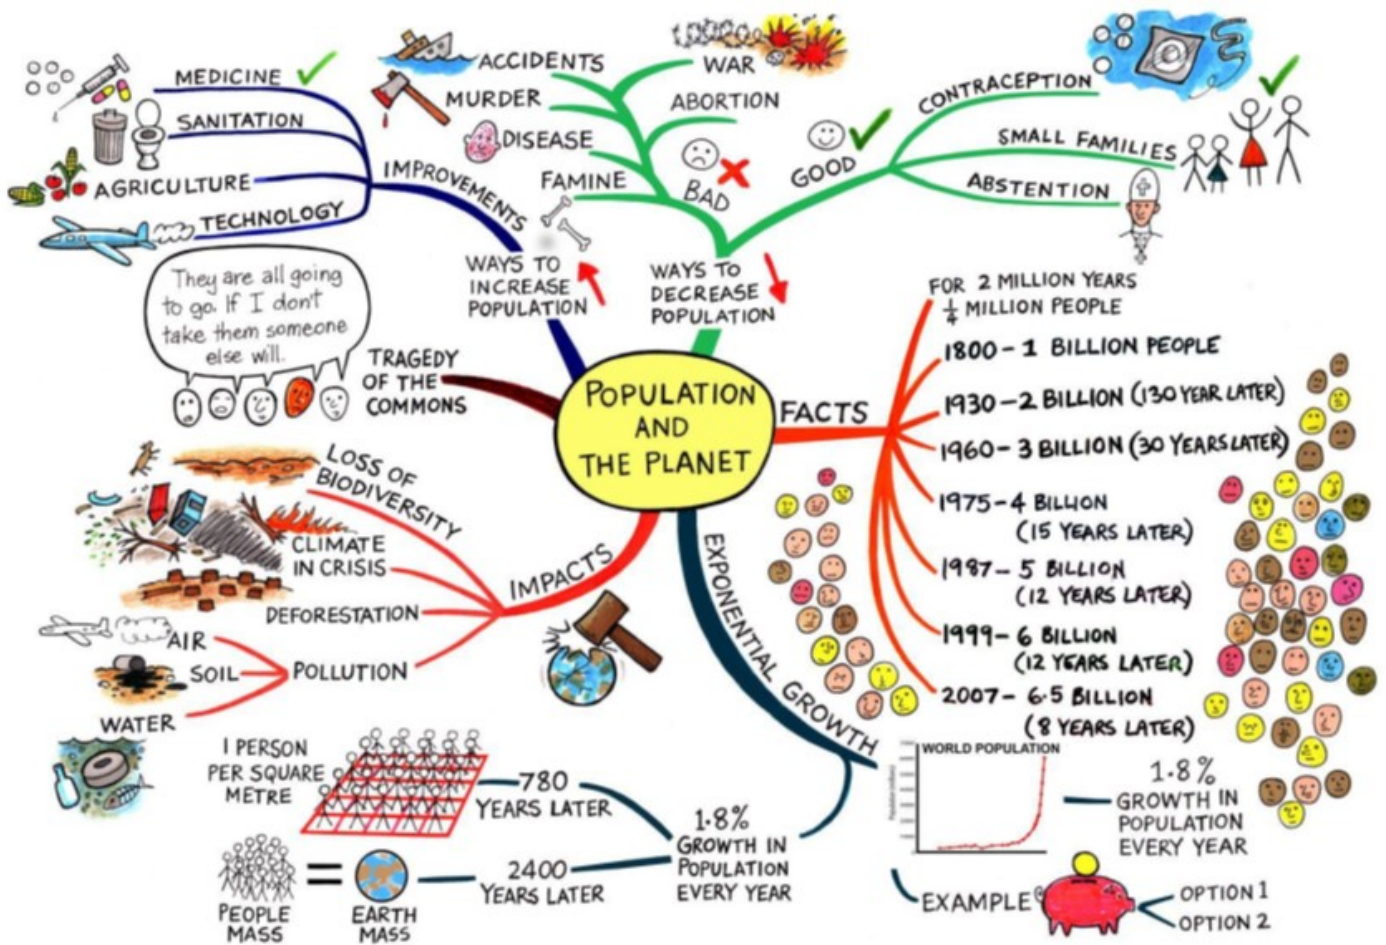 POPULATION
AND
THE PLANET
WAYS TO
INCREASE
POPULATION
IMPROVEMENTS
MEDICINE
SANITATION
AGRICULTURE
TECHNOLOGY
WAYS TO
DECREASE
POPULATION
BAD
ACCIDENTS
MURDER
DISEASE
FAMINE
WAR
ABORTION
GOOD
CONTRACEPTION
SMALL FAMILIES
ABSTENTION
FACTS
FOR 2 MILLION YEARS
1/4 MILLION PEOPLE
1800 - 1 BILLION PEOPLE
1930 - 2 BILLION (130 YEAR LATER)
1960 - 3 BILLION (30 YEARS LATER)
1975 - 4 BILLION
(15 YEARS LATER)
1987 - 5 BILLION
(12 YEARS LATER)
1999 - 6 BILLION
(12 YEARS LATER)
2007 - 6.5 BILLION
(8 YEARS LATER)
EXPONENTIAL GROWTH
WORLD POPULATION
1.8%
GROWTH IN
POPULATION
EVERY YEAR
EXAMPLE
OPTION 1
OPTION 2
1.8%
GROWTH IN
POPULATION
EVERY YEAR
780
YEARS LATER
1 PERSON
PER SQUARE
METRE
2400
YEARS LATER
PEOPLE
MASS
=
EARTH
MASS
IMPACTS
LOSS OF
BIODIVERSITY
CLIMATE
IN CRISIS
DEFORESTATION
POLLUTION
AIR
SOIL
WATER
TRAGEDY
OF THE
COMMONS
They are all going
to go. If I don't
take them someone
else will.